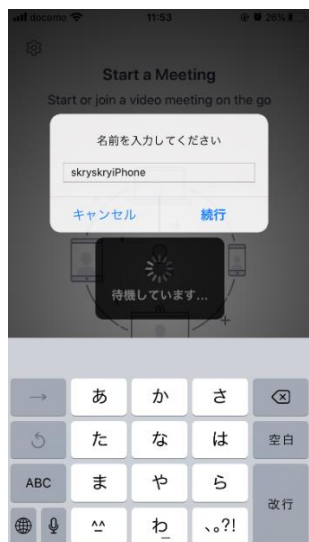 docomo 11:53 26%
Start a Meeting
Start or join a video meeting on the go
名前を入力してください
skryskryiPhone
キャンセル 続行
待機しています...
→ あ か さ
た な は 空白
ABC ま や ら
^^ わ_ 、。?! 改行